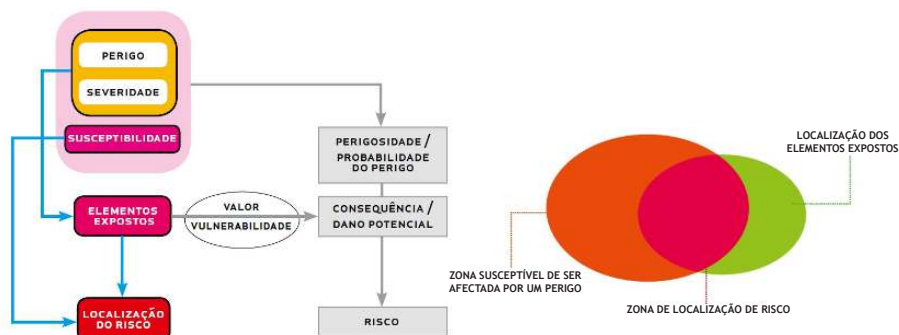 PERIGO
SEVERIDADE
SUSCEPTIBILIDADE
PERIGOSIDADE /
PROBABILIDADE
DO PERIGO
ELEMENTOS
EXPOSTOS
VALOR
VULNERABILIDADE
CONSEQUÊNCIA /
DANO POTENCIAL
LOCALIZAÇÃO
DO RISCO
RISCO
LOCALIZAÇÃO DOS
ELEMENTOS EXPOSTOS
ZONA SUSCEPTÍVEL DE SER
AFECTADA POR UM PERIGO
ZONA DE LOCALIZAÇÃO DE RISCO